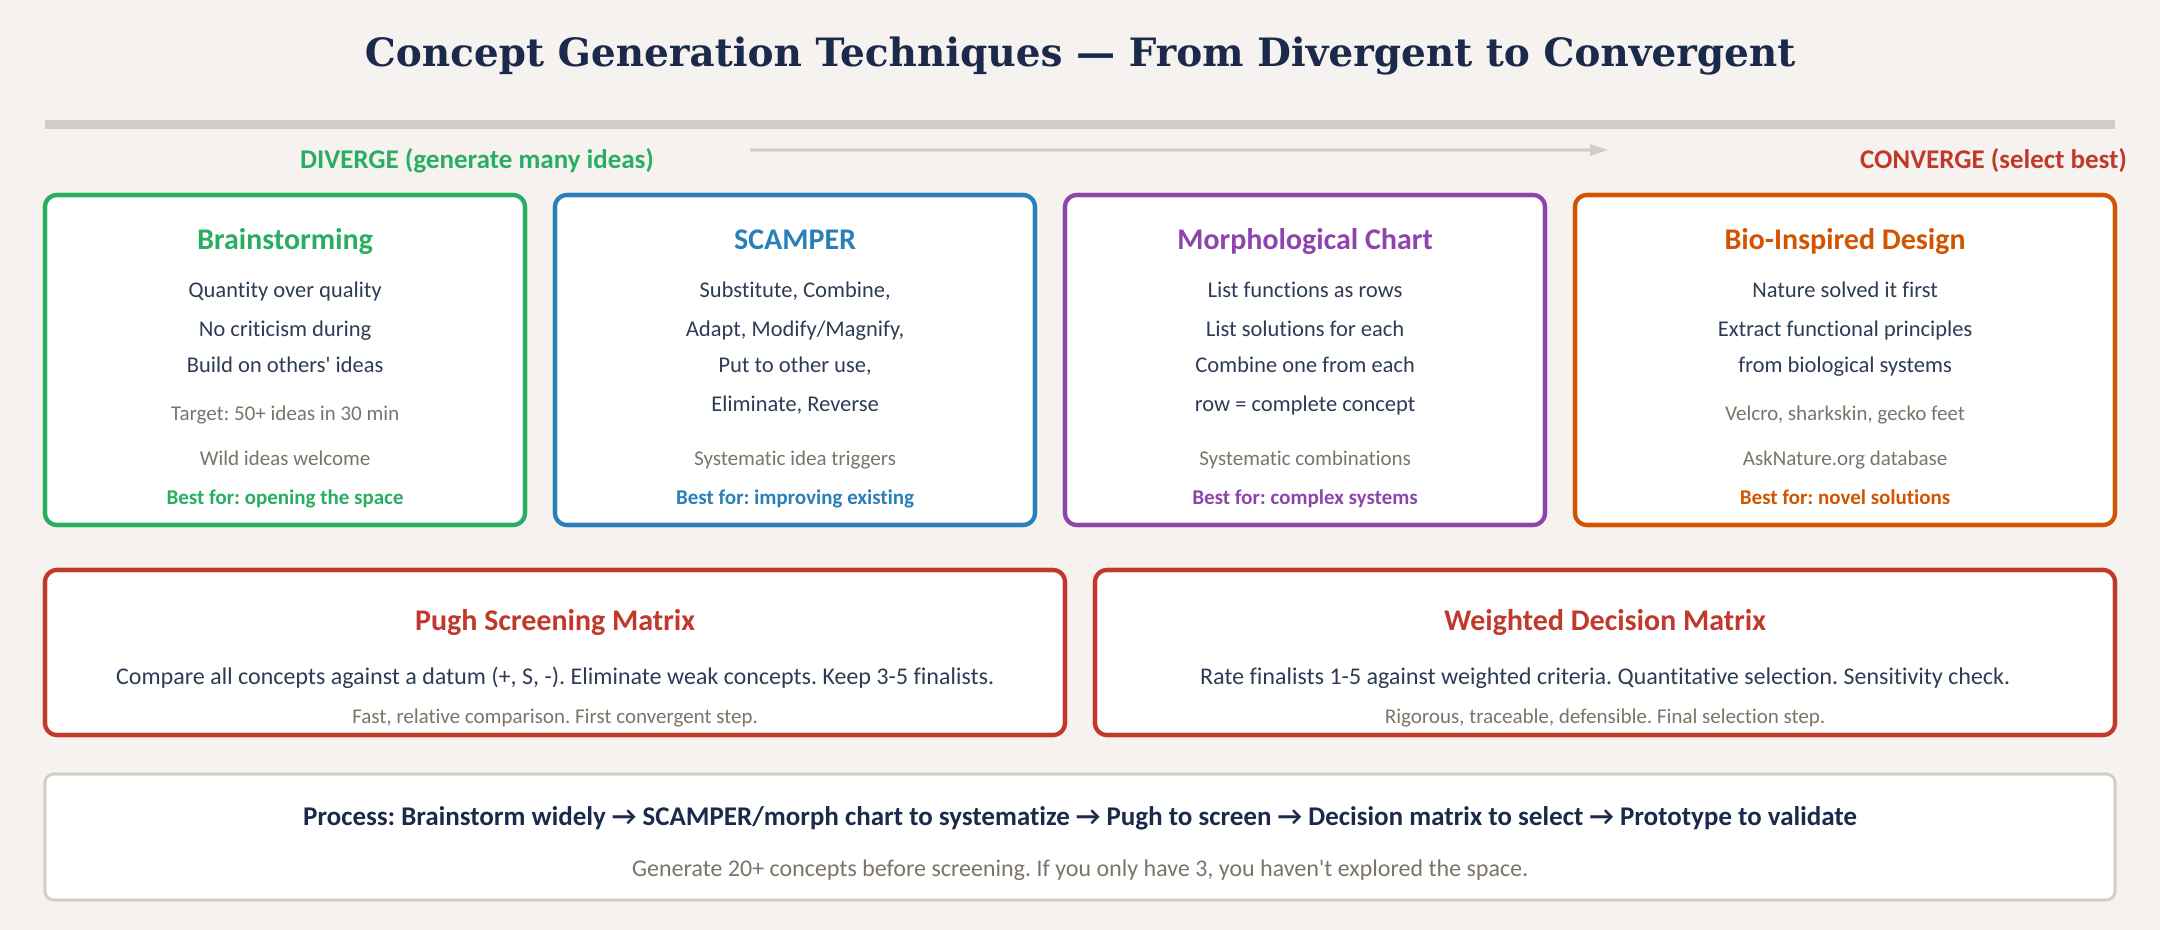 Concept Generation Techniques — From Divergent to Convergent
DIVERGE (generate many ideas)
CONVERGE (select best)
Brainstorming
Quantity over quality
No criticism during
Build on others' ideas
Target: 50+ ideas in 30 min
Wild ideas welcome
Best for: opening the space
SCAMPER
Substitute, Combine,
Adapt, Modify/Magnify,
Put to other use,
Eliminate, Reverse
Systematic idea triggers
Best for: improving existing
Morphological Chart
List functions as rows
List solutions for each
Combine one from each
row = complete concept
Systematic combinations
Best for: complex systems
Bio-Inspired Design
Nature solved it first
Extract functional principles
from biological systems
Velcro, sharkskin, gecko feet
AskNature.org database
Best for: novel solutions
Pugh Screening Matrix
Compare all concepts against a datum (+, S, -). Eliminate weak concepts. Keep 3-5 finalists.
Fast, relative comparison. First convergent step.
Weighted Decision Matrix
Rate finalists 1-5 against weighted criteria. Quantitative selection. Sensitivity check.
Rigorous, traceable, defensible. Final selection step.
Process: Brainstorm widely → SCAMPER/morph chart to systematize → Pugh to screen → Decision matrix to select → Prototype to validate
Generate 20+ concepts before screening. If you only have 3, you haven't explored the space.